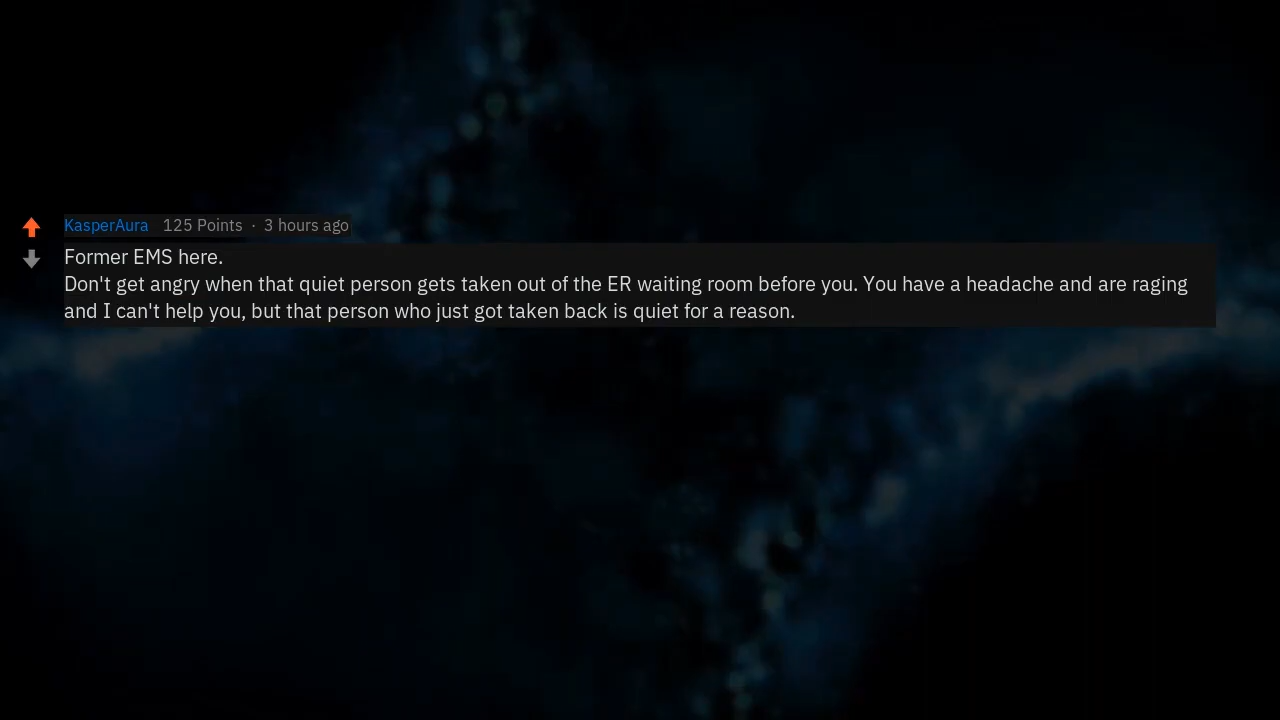 KasperAura 125 Points · 3 hours ago
Former EMS here.
Don't get angry when that quiet person gets taken out of the ER waiting room before you. You have a headache and are raging
and I can't help you, but that person who just got taken back is quiet for a reason.